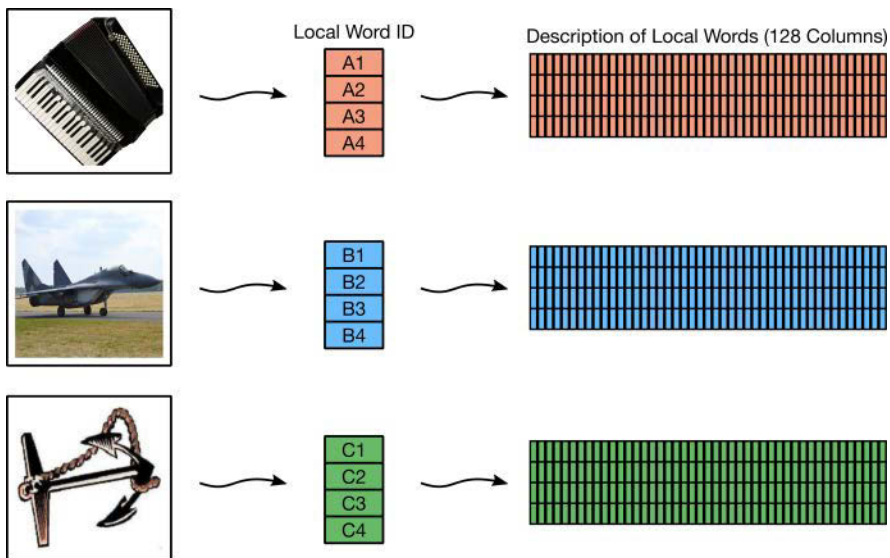 Local Word ID
Description of Local Words (128 Columns)
A1
A2
A3
A4
B1
B2
B3
B4
C1
C2
C3
C4